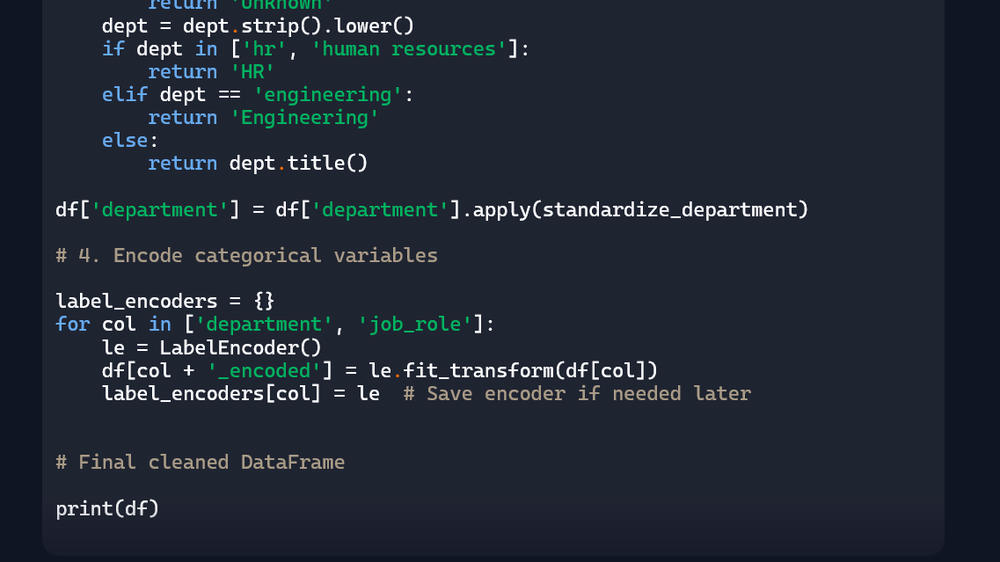 return 'Unknown'
    dept = dept.strip().lower()
    if dept in ['hr', 'human resources']:
        return 'HR'
    elif dept == 'engineering':
        return 'Engineering'
    else:
        return dept.title()
df['department'] = df['department'].apply(standardize_department)
# 4. Encode categorical variables
label_encoders = {}
for col in ['department', 'job_role']:
    le = LabelEncoder()
    df[col + '_encoded'] = le.fit_transform(df[col])
    label_encoders[col] = le  # Save encoder if needed later
# Final cleaned DataFrame
print(df)